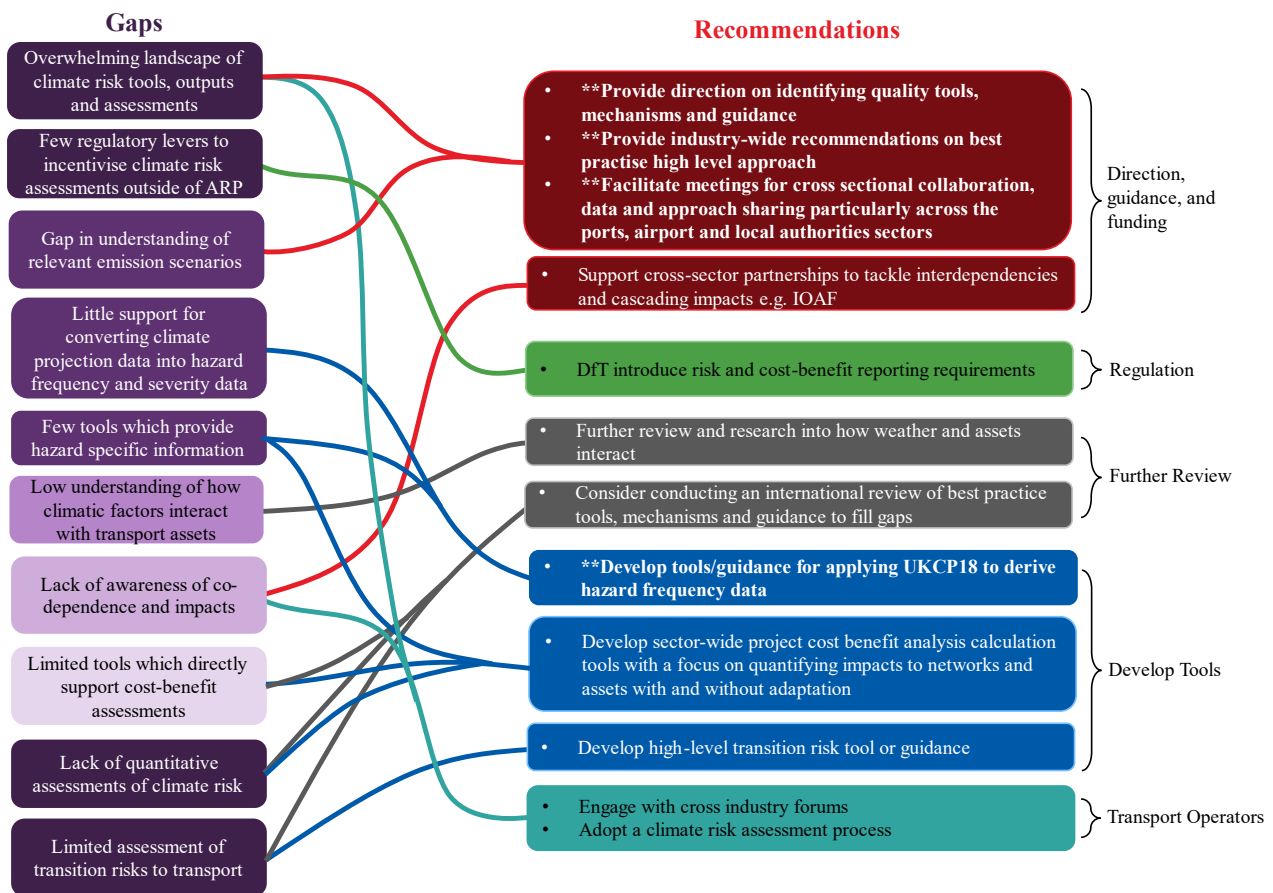 Gaps
Overwhelming landscape of
climate risk tools, outputs
and assessments
Few regulatory levers to
incentivise climate risk
assessments outside of ARP
Gap in understanding of
relevant emission scenarios
Little support for
converting climate
projection data into hazard
frequency and severity data
Few tools which provide
hazard specific information
Low understanding of how
climatic factors interact
with transport assets
Lack of awareness of co-
dependence and impacts
Limited tools which directly
support cost-benefit
assessments
Lack of quantitative
assessments of climate risk
Limited assessment of
transition risks to transport
Recommendations
• **Provide direction on identifying quality tools,
mechanisms and guidance
• **Provide industry-wide recommendations on best
practise high level approach
• **Facilitate meetings for cross sectional collaboration,
data and approach sharing particularly across the
ports, airport and local authorities sectors
• Support cross-sector partnerships to tackle interdependencies
and cascading impacts e.g. IOAF
• DfT introduce risk and cost-benefit reporting requirements
• Further review and research into how weather and assets
interact
• Consider conducting an international review of best practice
tools, mechanisms and guidance to fill gaps
• **Develop tools/guidance for applying UKCP18 to derive
hazard frequency data
• Develop sector-wide project cost benefit analysis calculation
tools with a focus on quantifying impacts to networks and
assets with and without adaptation
• Develop high-level transition risk tool or guidance
• Engage with cross industry forums
• Adopt a climate risk assessment process
Direction,
guidance, and
funding
Regulation
Further Review
Develop Tools
Transport Operators